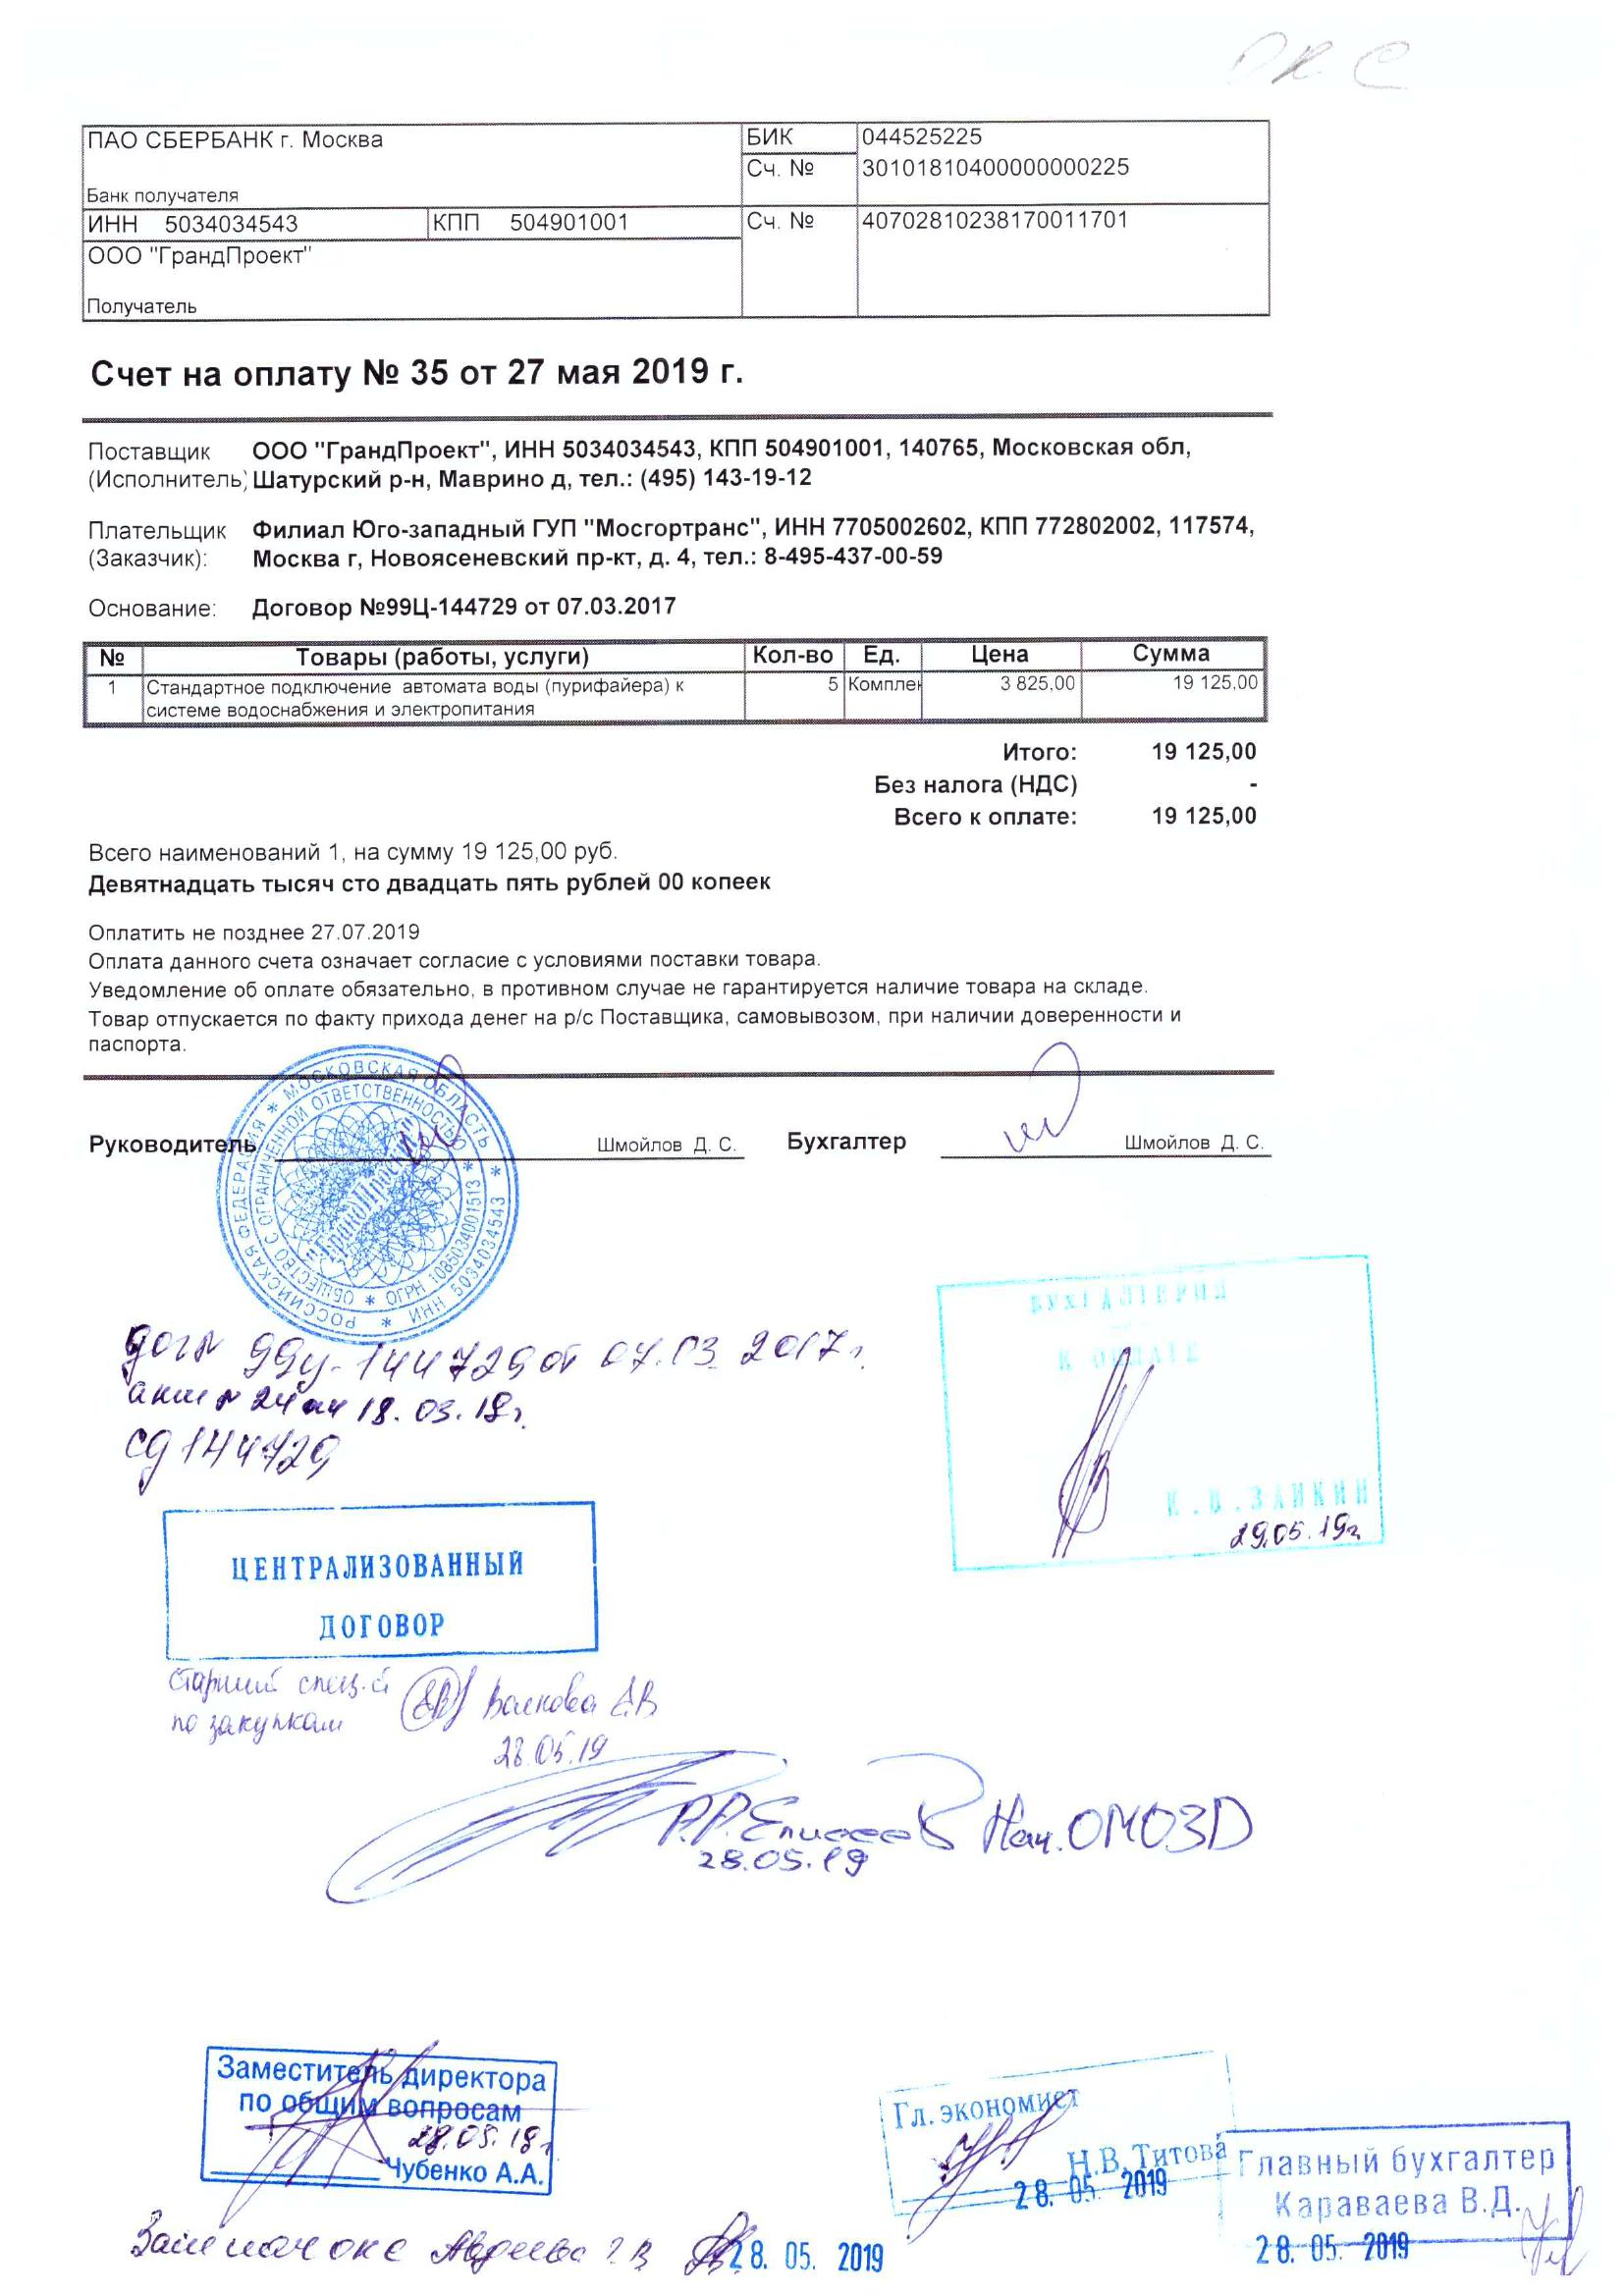 ПАО СБЕРБАНК г. Москва
БИК 044525225
Сч. № 30101810400000000225
Банк получателя
ИНН 5034034543 КПП 504901001 Сч. № 40702810238170011701
ООО "ГрандПроект"
Получатель
Счет на оплату № 35 от 27 мая 2019 г.
Поставщик ООО "ГрандПроект", ИНН 5034034543, КПП 504901001, 140765, Московская обл,
(Исполнитель) Шатурский р-н, Маврино д, тел.: (495) 143-19-12
Плательщик Филиал Юго-западный ГУП "Мосгортранс", ИНН 7705002602, КПП 772802002, 117574,
(Заказчик): Москва г, Новоясеневский пр-кт, д. 4, тел.: 8-495-437-00-59
Основание: Договор №99Ц-144729 от 07.03.2017
№ Товары (работы, услуги) Кол-во Ед. Цена Сумма
1 Стандартное подключение автомата воды (пурифайера) к 5 Комплек 3 825,00 19 125,00
системе водоснабжения и электропитания
Итого: 19 125,00
Без налога (НДС) -
Всего к оплате: 19 125,00
Всего наименований 1, на сумму 19 125,00 руб.
Девятнадцать тысяч сто двадцать пять рублей 00 копеек
Оплатить не позднее 27.07.2019
Оплата данного счета означает согласие с условиями поставки товара.
Уведомление об оплате обязательно, в противном случае не гарантируется наличие товара на складе.
Товар отпускается по факту прихода денег на р/с Поставщика, самовывозом, при наличии доверенности и
паспорта.
Руководитель Шмойлов Д. С. Бухгалтер Шмойлов Д. С.
РОССИЙСКАЯ ФЕДЕРАЦИЯ * МОСКОВСКАЯ ОБЛАСТЬ * ИНН 5034034543 *
ОБЩЕСТВО С ОГРАНИЧЕННОЙ ОТВЕТСТВЕННОСТЬЮ * ОГРН 1085034001513 *
"ГрандПроект"
БУХГАЛТЕРИЯ
К ОПЛАТЕ
дог № 99ц-144729 от 07.03.2017г.
акт № 24 от 18.03.19г.
сд 144729
К.В.ЗАИКИН
29.05.19г
ЦЕНТРАЛИЗОВАННЫЙ
ДОГОВОР
старший спец-т
по закупкам Волкова Е.В
28.05.19
Р.Р.Елисеев Нач.ОМОЗД
28.05.19
Заместитель директора
по общим вопросам
28.05.19г
Чубенко А.А.
Гл. экономист
Н.В.Титова
28. 05. 2019
Главный бухгалтер
Караваева В.Д.
28. 05. 2019
Авдеева Г.В 28. 05. 2019